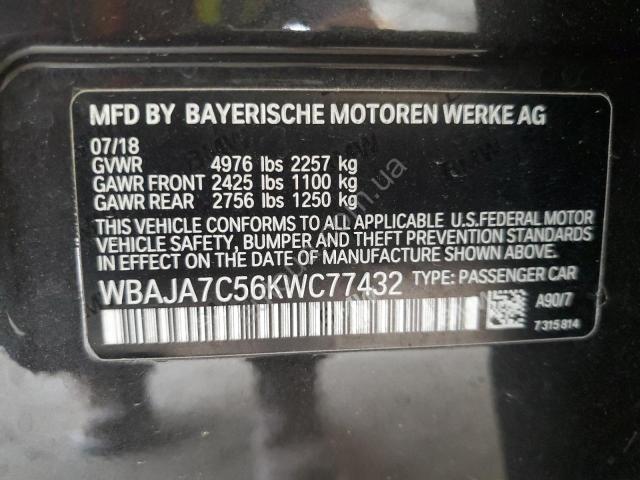 MFD BY BAYERISCHE MOTOREN WERKE AG
07/18
GVWR 4976 lbs 2257 kg
GAWR FRONT 2425 lbs 1100 kg
GAWR REAR 2756 lbs 1250 kg
THIS VEHICLE CONFORMS TO ALL APPLICABLE U.S.FEDERAL MOTOR
VEHICLE SAFETY, BUMPER AND THEFT PREVENTION STANDARDS
IN EFFECT ON THE DATE OF MANUFACTURE SHOWN ABOVE.
WBAJA7C56KWC77432 TYPE: PASSENGER CAR
A90/7
7315814